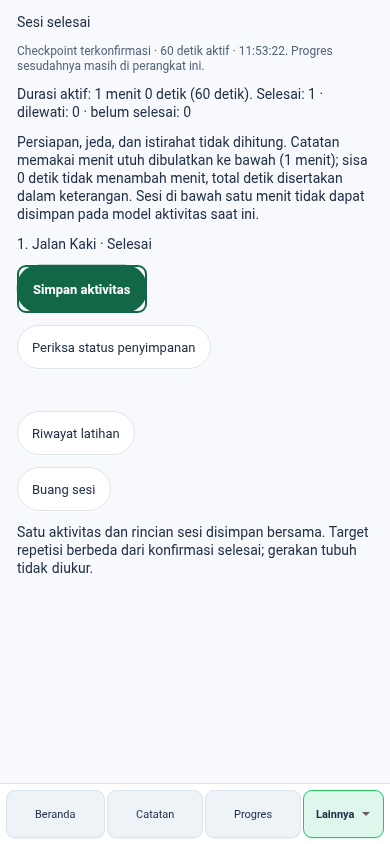 Sesi selesai
Checkpoint terkonfirmasi · 60 detik aktif · 11:53:22. Progres
sesudahnya masih di perangkat ini.
Durasi aktif: 1 menit 0 detik (60 detik). Selesai: 1 ·
dilewati: 0 · belum selesai: 0
Persiapan, jeda, dan istirahat tidak dihitung. Catatan
memakai menit utuh dibulatkan ke bawah (1 menit); sisa
0 detik tidak menambah menit, total detik disertakan
dalam keterangan. Sesi di bawah satu menit tidak dapat
disimpan pada model aktivitas saat ini.
1. Jalan Kaki · Selesai
Simpan aktivitas
Periksa status penyimpanan
Riwayat latihan
Buang sesi
Satu aktivitas dan rincian sesi disimpan bersama. Target
repetisi berbeda dari konfirmasi selesai; gerakan tubuh
tidak diukur.
Beranda
Catatan
Progres
Lainnya